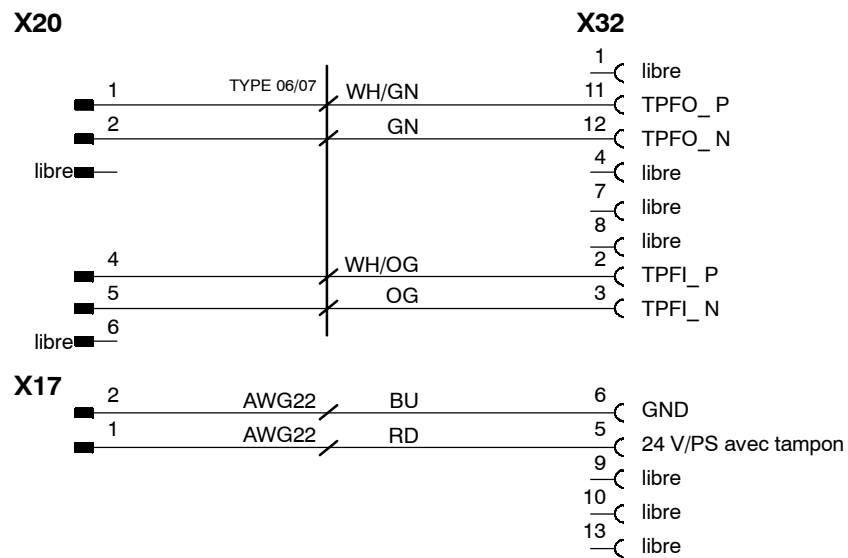 X20 X32
1 libre
1 TYPE 06/07 WH/GN 11 TPFO_ P
2 GN 12 TPFO_ N
libre 4 libre
7 libre
8 libre
4 WH/OG 2 TPFI_ P
5 OG 3 TPFI_ N
libre 6
X17
2 AWG22 BU 6 GND
1 AWG22 RD 5 24 V/PS avec tampon
9 libre
10 libre
13 libre